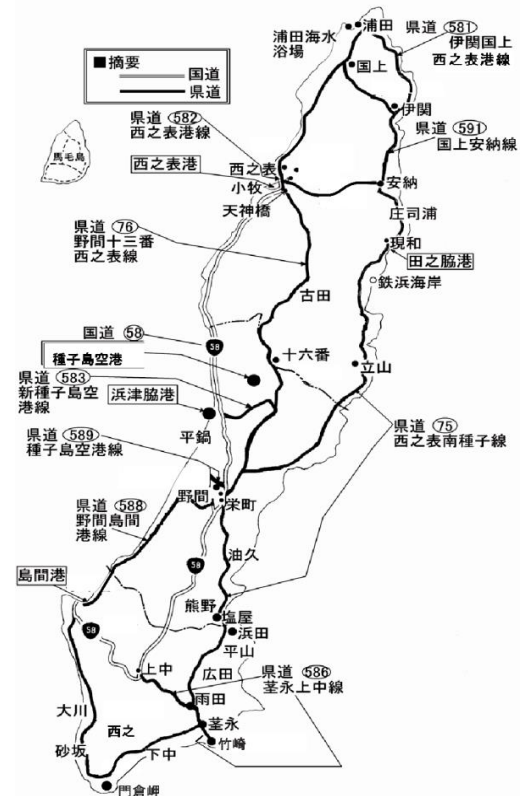 ■摘要
国道
県道
浦田海水
浴場
浦田
県道 581
伊関国上
西之表港線
国上
伊関
県道 582
西之表港線
県道 591
国上安納線
馬毛島
西之表港
西之表
小牧
天神橋
安納
庄司浦
現和
田之脇港
県道 76
野間十三番
西之表線
鉄浜海岸
古田
国道 58
58
種子島空港
十六番
立山
県道 583
新種子島空
港線
浜津脇港
平鍋
県道 75
西之表南種子線
県道 589
種子島空港線
野間
栄町
県道 588
野間島間
港線
油久
58
島間港
熊野
塩屋
浜田
平山
58
上中
広田
県道 586
茎永上中線
大川
雨田
西之
茎永
竹崎
砂坂
下中
門倉岬